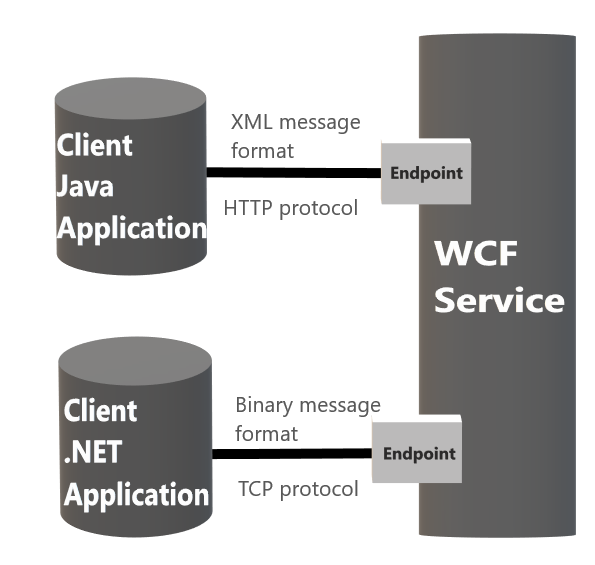 Client
Java
Application
XML message
format
HTTP protocol
Endpoint
WCF
Service
Client
.NET
Application
Binary message
format
TCP protocol
Endpoint